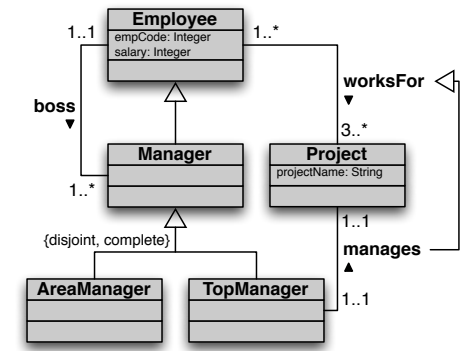 Employee
empCode: Integer
salary: Integer
1..1
1..*
boss
▼
worksFor
▼
3..*
Manager
Project
projectName: String
1..*
1..1
{disjoint, complete}
manages
▲
AreaManager
TopManager
1..1